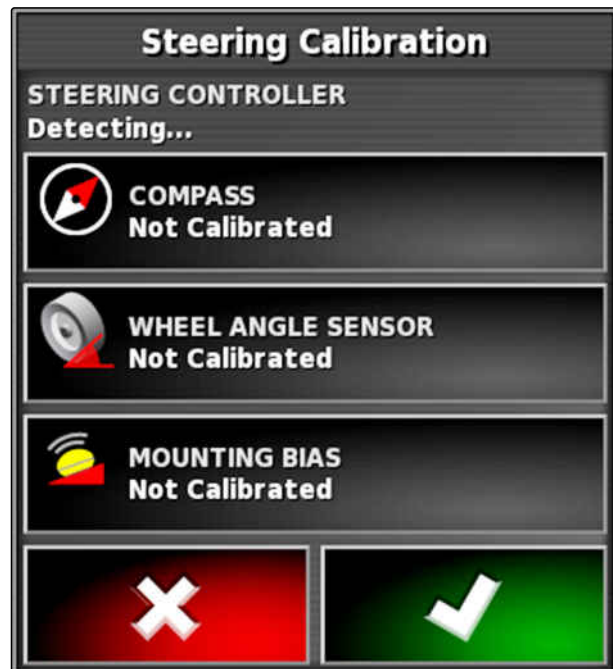 Steering Calibration
STEERING CONTROLLER
Detecting...
COMPASS
Not Calibrated
WHEEL ANGLE SENSOR
Not Calibrated
MOUNTING BIAS
Not Calibrated